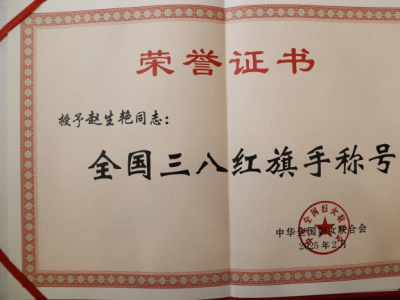 荣誉证书
授予赵生艳同志：
全国三八红旗手称号
中华全国妇女联合会
2025年2月